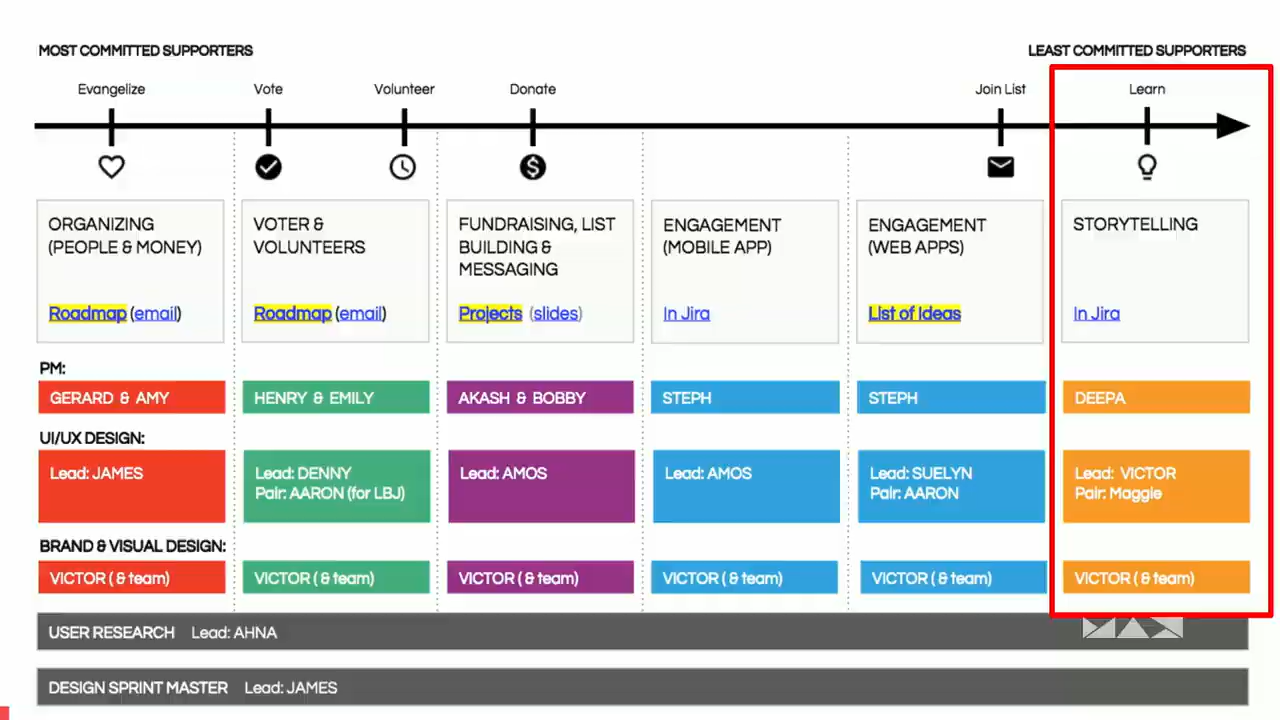 MOST COMMITTED SUPPORTERS
LEAST COMMITTED SUPPORTERS
Evangelize
Vote
Volunteer
Donate
Join List
Learn
ORGANIZING
(PEOPLE & MONEY)
Roadmap (email)
VOTER &
VOLUNTEERS
Roadmap (email)
FUNDRAISING, LIST
BUILDING &
MESSAGING
Projects (slides)
ENGAGEMENT
(MOBILE APP)
In Jira
ENGAGEMENT
(WEB APPS)
List of Ideas
STORYTELLING
In Jira
PM:
GERARD & AMY
HENRY & EMILY
AKASH & BOBBY
STEPH
STEPH
DEEPA
UI/UX DESIGN:
Lead: JAMES
Lead: DENNY
Pair: AARON (for LBJ)
Lead: AMOS
Lead: AMOS
Lead: SUELYN
Pair: AARON
Lead: VICTOR
Pair: Maggie
BRAND & VISUAL DESIGN:
VICTOR ( & team)
VICTOR ( & team)
VICTOR ( & team)
VICTOR ( & team)
VICTOR ( & team)
VICTOR ( & team)
USER RESEARCH Lead: AHNA
DESIGN SPRINT MASTER Lead: JAMES